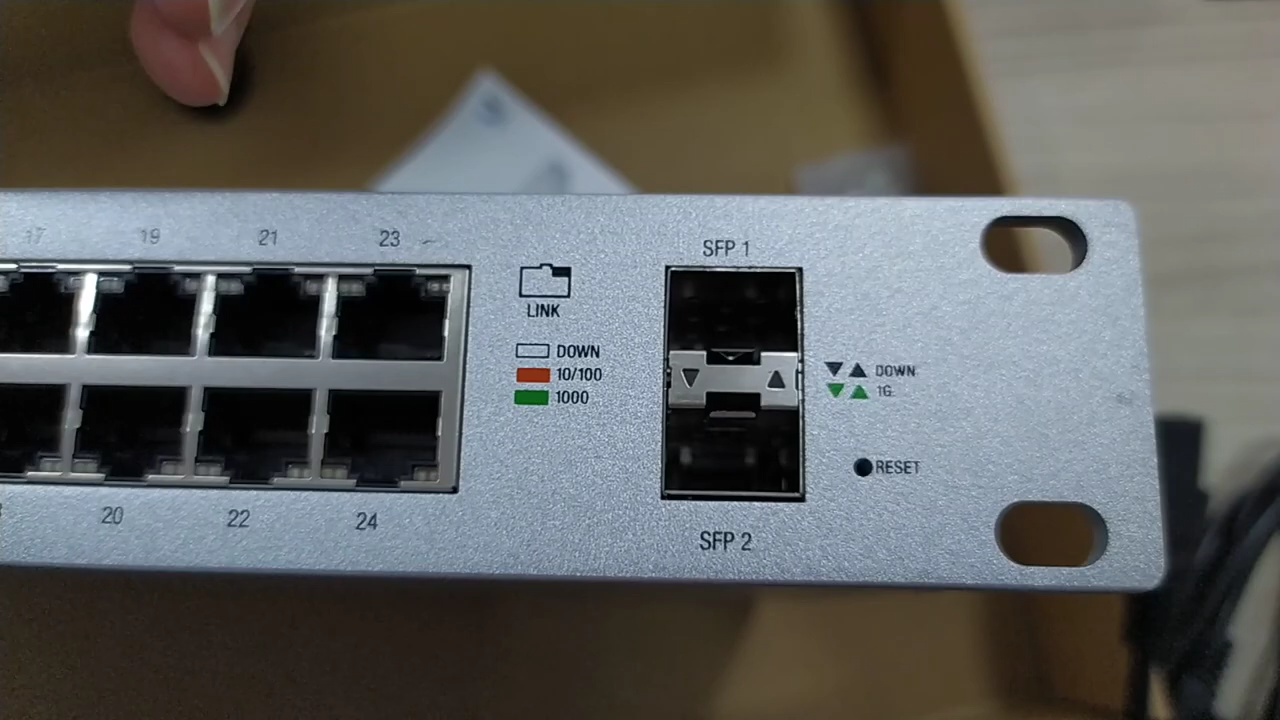 17 19 21 23
SFP 1
LINK
DOWN
10/100
1000
DOWN
1G
RESET
20 22 24
SFP 2